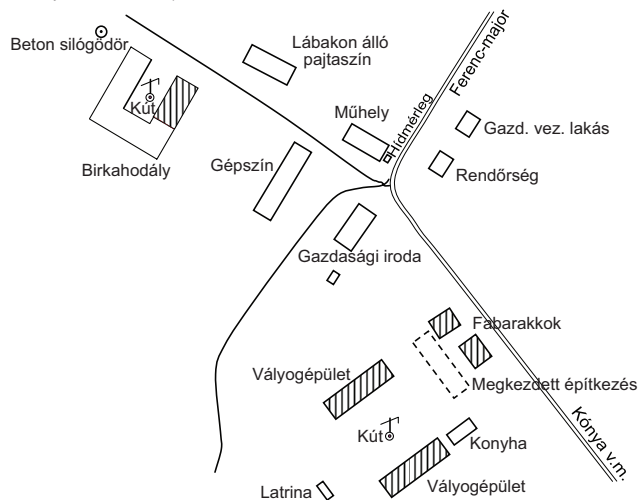 Beton silógödör
Lábakon álló
pajtaszín
Ferenc-major
Kút
Műhely
Hídmérleg
Gazd. vez. lakás
Birkahodály
Gépszín
Rendőrség
Gazdasági iroda
Fabarakkok
Vályogépület
Megkezdett építkezés
Kónya v.m.
Kút
Konyha
Latrina
Vályogépület